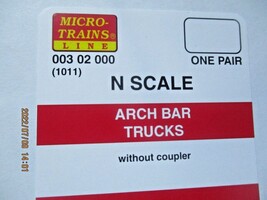 MICRO-
TRAINS®
LINE
003 02 000
(1011)
ONE PAIR
N SCALE
ARCH BAR
TRUCKS
without coupler
2022/07/08 14:01